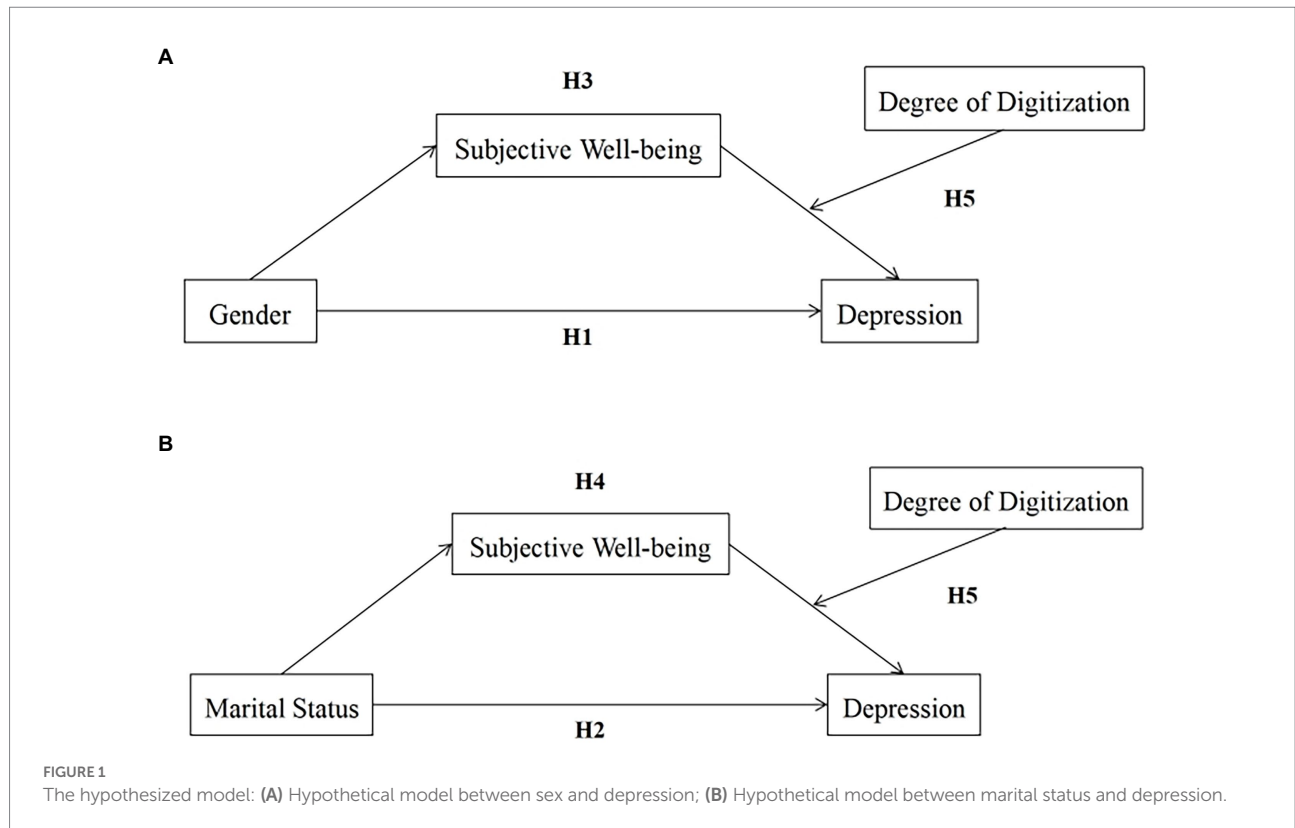 A
H3
Degree of Digitization
Subjective Well-being
H5
Gender
Depression
H1
B
H4
Degree of Digitization
Subjective Well-being
H5
Marital Status
Depression
H2
FIGURE 1
The hypothesized model: (A) Hypothetical model between sex and depression; (B) Hypothetical model between marital status and depression.